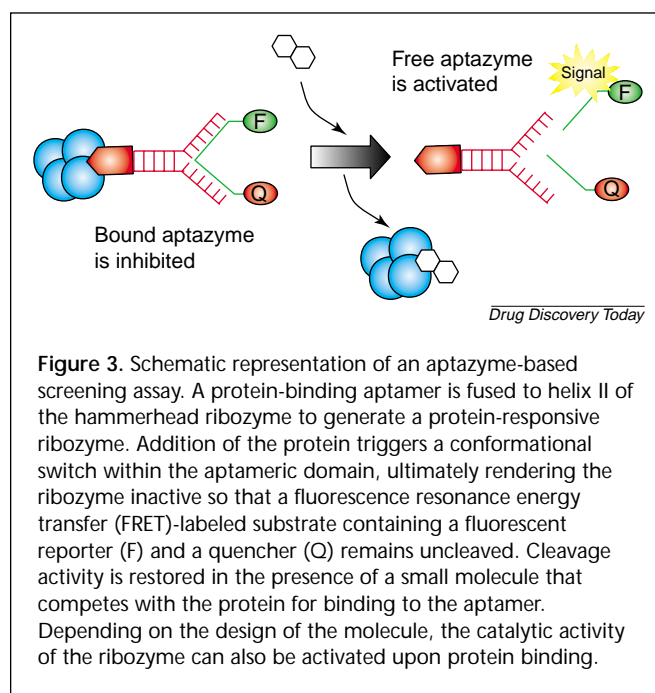 Free aptazyme
is activated
Signal
F
F
Q
Q
Bound aptazyme
is inhibited
Drug Discovery Today
Figure 3. Schematic representation of an aptazyme-based
screening assay. A protein-binding aptamer is fused to helix II of
the hammerhead ribozyme to generate a protein-responsive
ribozyme. Addition of the protein triggers a conformational
switch within the aptameric domain, ultimately rendering the
ribozyme inactive so that a fluorescence resonance energy
transfer (FRET)-labeled substrate containing a fluorescent
reporter (F) and a quencher (Q) remains uncleaved. Cleavage
activity is restored in the presence of a small molecule that
competes with the protein for binding to the aptamer.
Depending on the design of the molecule, the catalytic activity
of the ribozyme can also be activated upon protein binding.